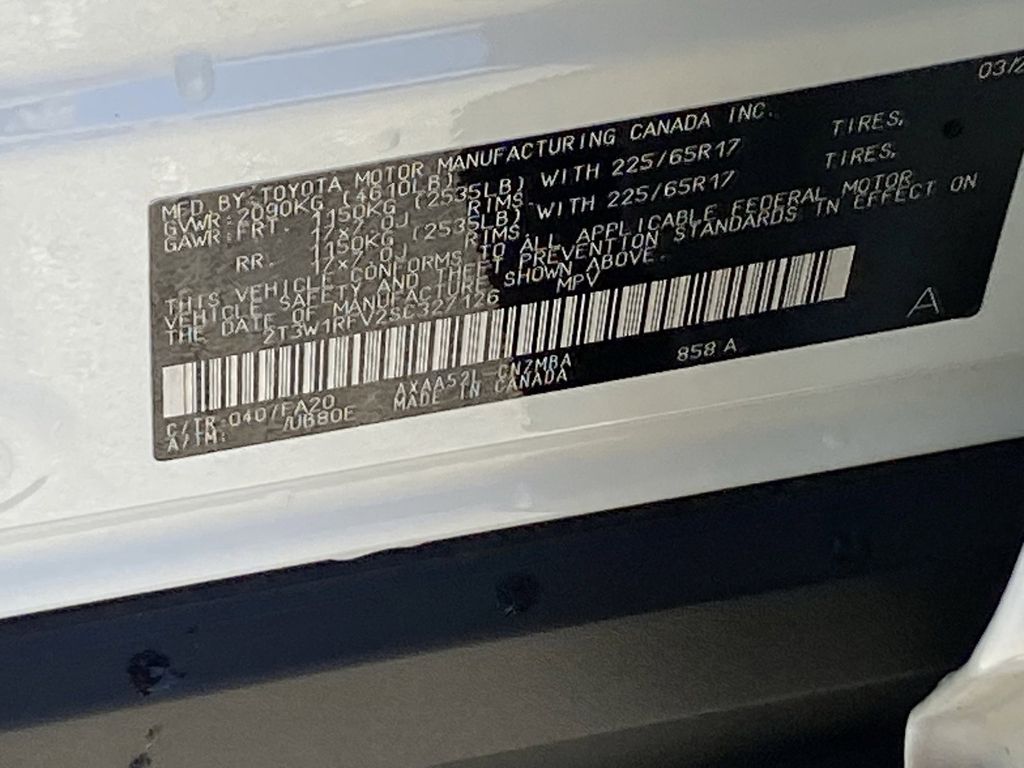 03/2
MFD BY: TOYOTA MOTOR MANUFACTURING CANADA INC.
GVWR: 2090KG (4610LB)
GAWR: FRT. 1150KG (2535LB) WITH 225/65R17 TIRES,
17x7.0J RIMS.
RR. 1150KG (2535LB) WITH 225/65R17 TIRES,
17x7.0J RIMS.
THIS VEHICLE CONFORMS TO ALL APPLICABLE FEDERAL MOTOR
VEHICLE SAFETY AND THEFT PREVENTION STANDARDS IN EFFECT ON
THE DATE OF MANUFACTURE SHOWN ABOVE.
2T3W1RFV2SC327126 MPV
A
C/TR: 040/FA20 AXAA52L-CNZMBA 858 A
A/TM: /UB80E MADE IN CANADA